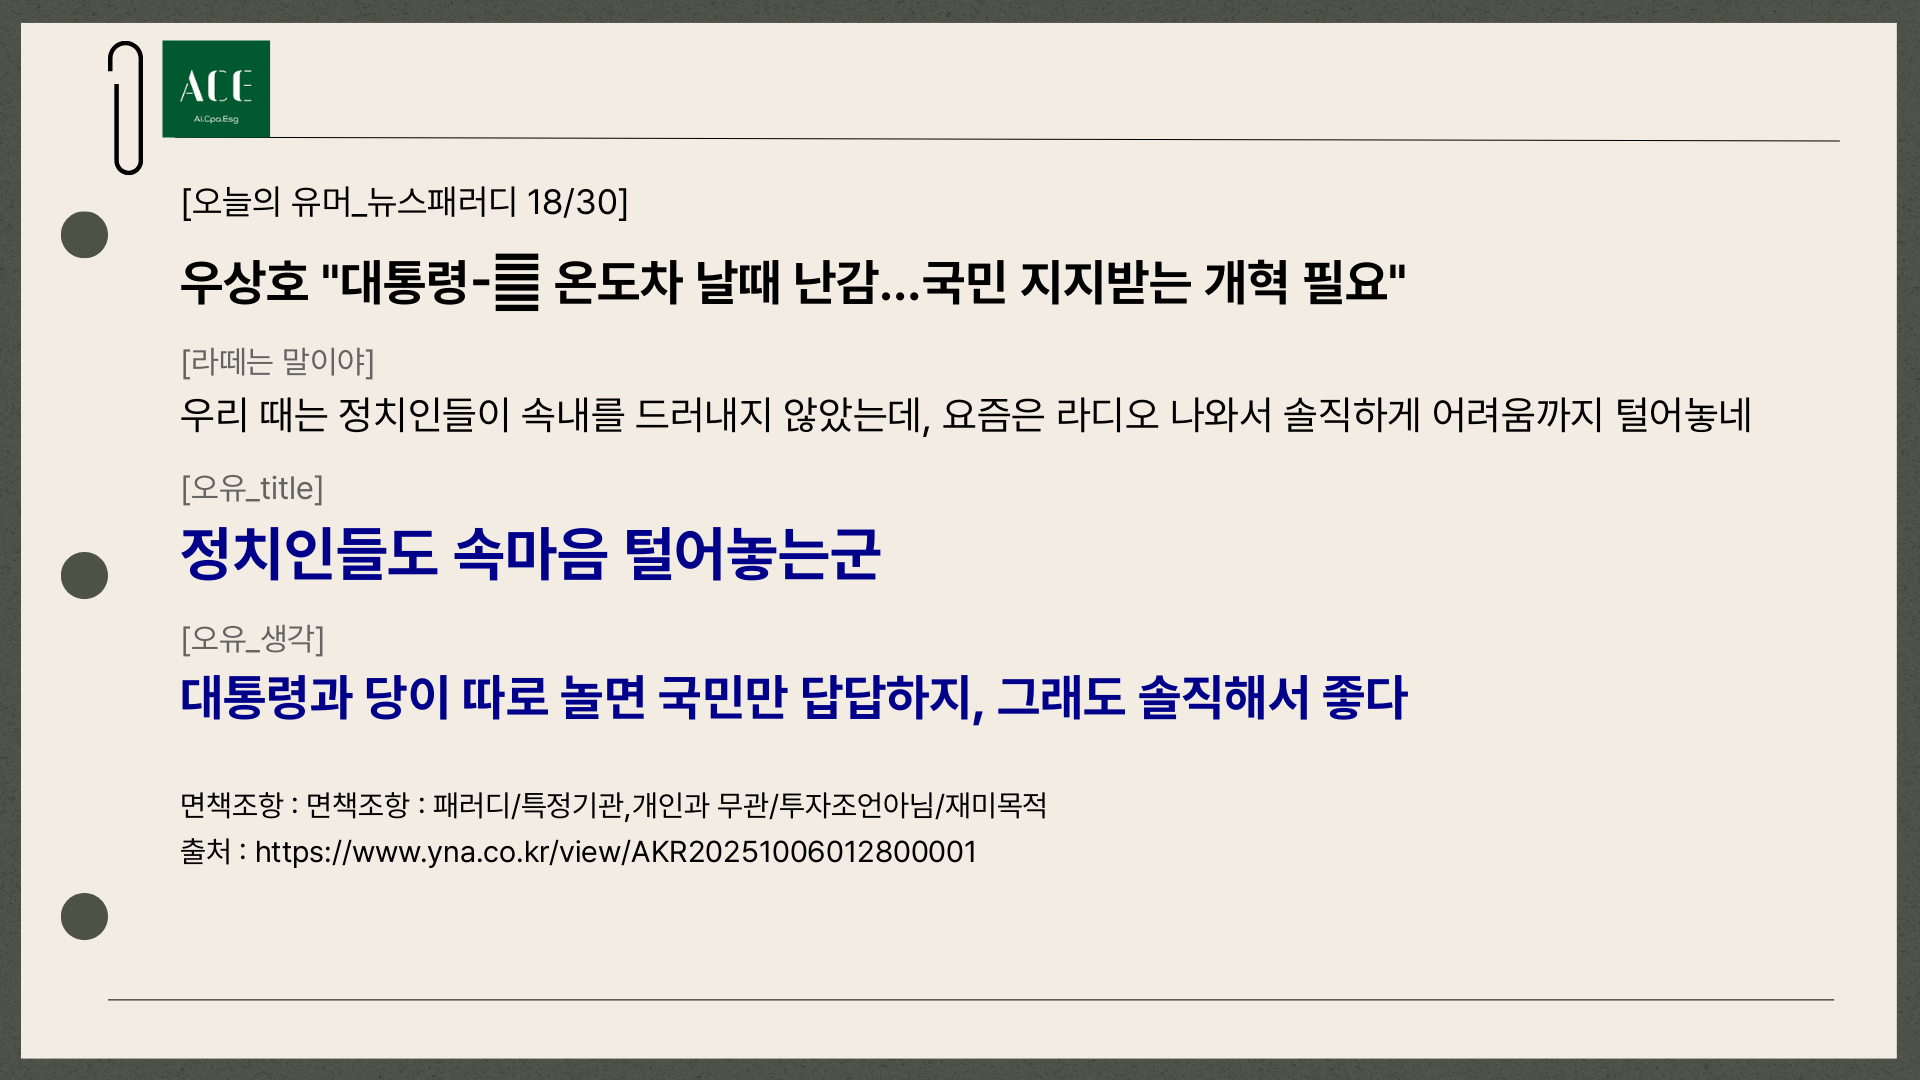 ACE
Ai.Cpa.Esg
[오늘의 유머_뉴스패러디 18/30]
우상호 "대통령- 온도차 날때 난감...국민 지지받는 개혁 필요"
[라떼는 말이야]
우리 때는 정치인들이 속내를 드러내지 않았는데, 요즘은 라디오 나와서 솔직하게 어려움까지 털어놓네
[오유_title]
정치인들도 속마음 털어놓는군
[오유_생각]
대통령과 당이 따로 놀면 국민만 답답하지, 그래도 솔직해서 좋다
면책조항 : 면책조항 : 패러디/특정기관,개인과 무관/투자조언아님/재미목적
출처 : https://www.yna.co.kr/view/AKR20251006012800001